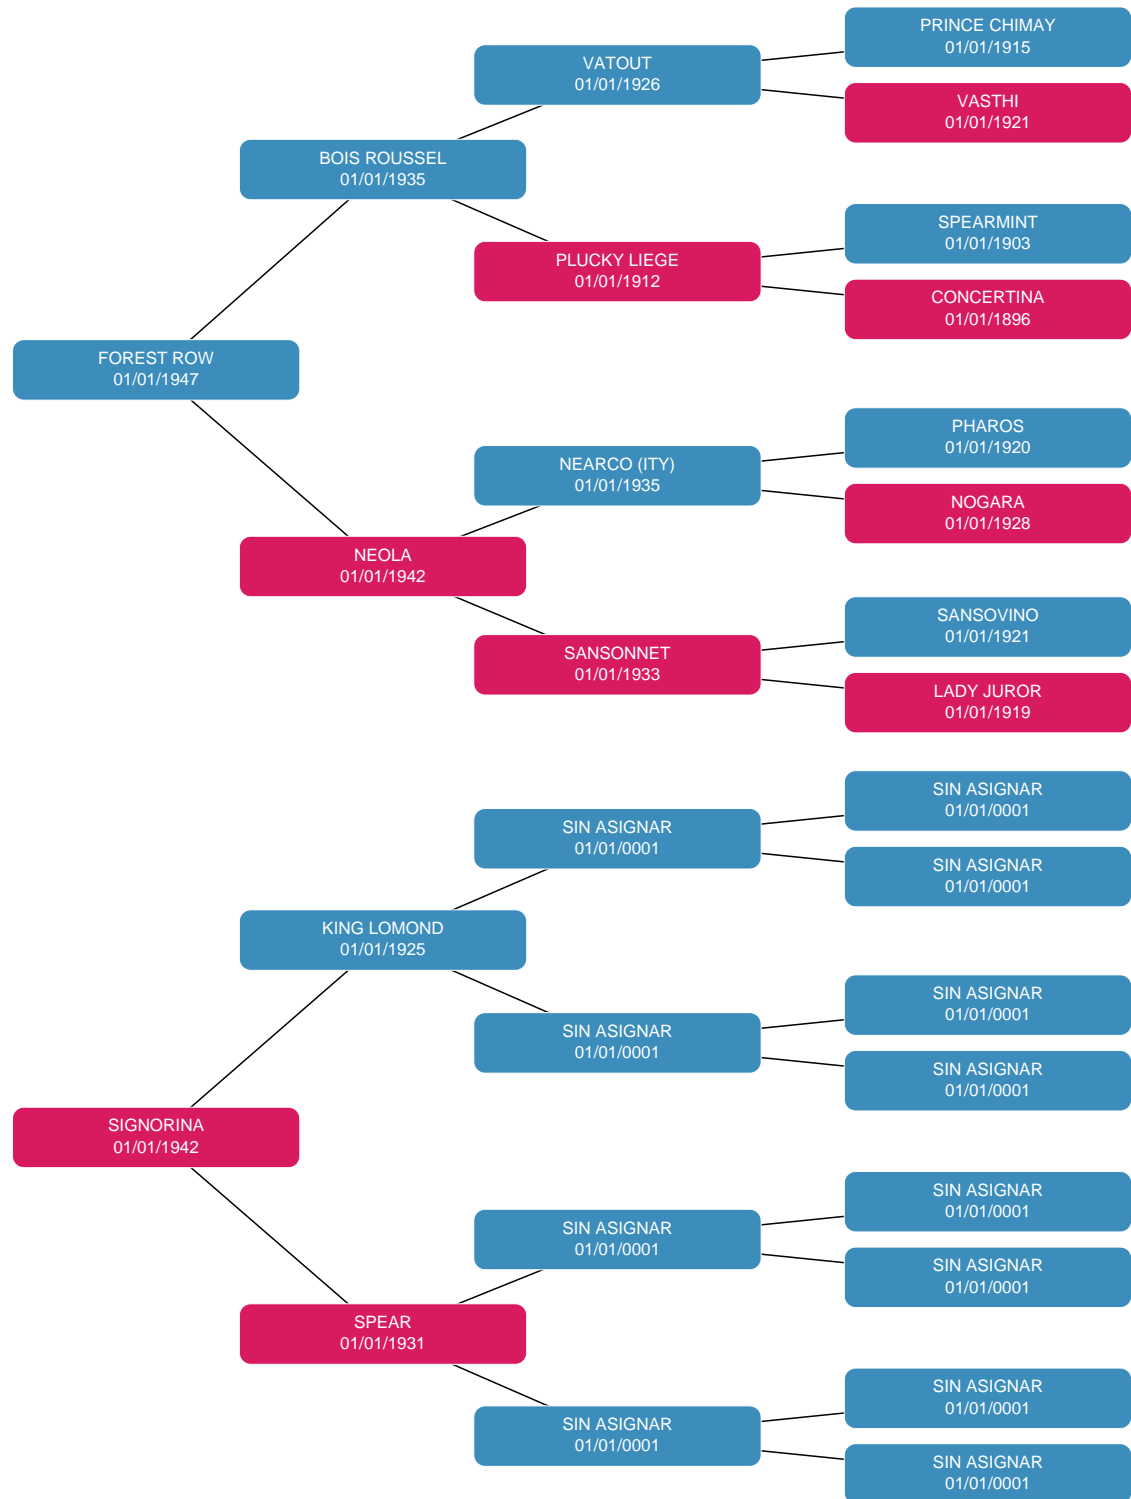 PRINCE CHIMAY
01/01/1915
VATOUT
01/01/1926
VASTHI
01/01/1921
BOIS ROUSSEL
01/01/1935
SPEARMINT
01/01/1903
PLUCKY LIEGE
01/01/1912
CONCERTINA
01/01/1896
FOREST ROW
01/01/1947
PHAROS
01/01/1920
NEARCO (ITY)
01/01/1935
NOGARA
01/01/1928
NEOLA
01/01/1942
SANSOVINO
01/01/1921
SANSONNET
01/01/1933
LADY JUROR
01/01/1919
SIN ASIGNAR
01/01/0001
SIN ASIGNAR
01/01/0001
SIN ASIGNAR
01/01/0001
KING LOMOND
01/01/1925
SIN ASIGNAR
01/01/0001
SIN ASIGNAR
01/01/0001
SIN ASIGNAR
01/01/0001
SIGNORINA
01/01/1942
SIN ASIGNAR
01/01/0001
SIN ASIGNAR
01/01/0001
SIN ASIGNAR
01/01/0001
SPEAR
01/01/1931
SIN ASIGNAR
01/01/0001
SIN ASIGNAR
01/01/0001
SIN ASIGNAR
01/01/0001